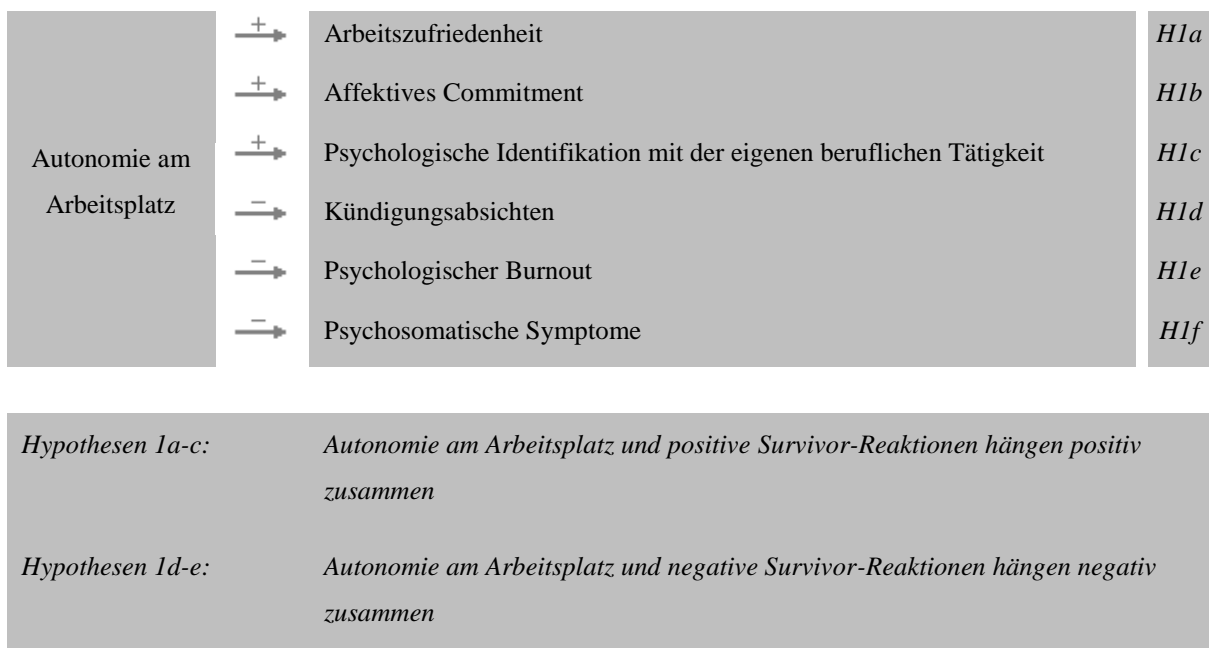 + Arbeitszufriedenheit H1a
+ Affektives Commitment H1b
+ Psychologische Identifikation mit der eigenen beruflichen Tätigkeit H1c
Autonomie am
Arbeitsplatz
− Kündigungsabsichten H1d
− Psychologischer Burnout H1e
− Psychosomatische Symptome H1f
Hypothesen 1a-c: Autonomie am Arbeitsplatz und positive Survivor-Reaktionen hängen positiv
zusammen
Hypothesen 1d-e: Autonomie am Arbeitsplatz und negative Survivor-Reaktionen hängen negativ
zusammen